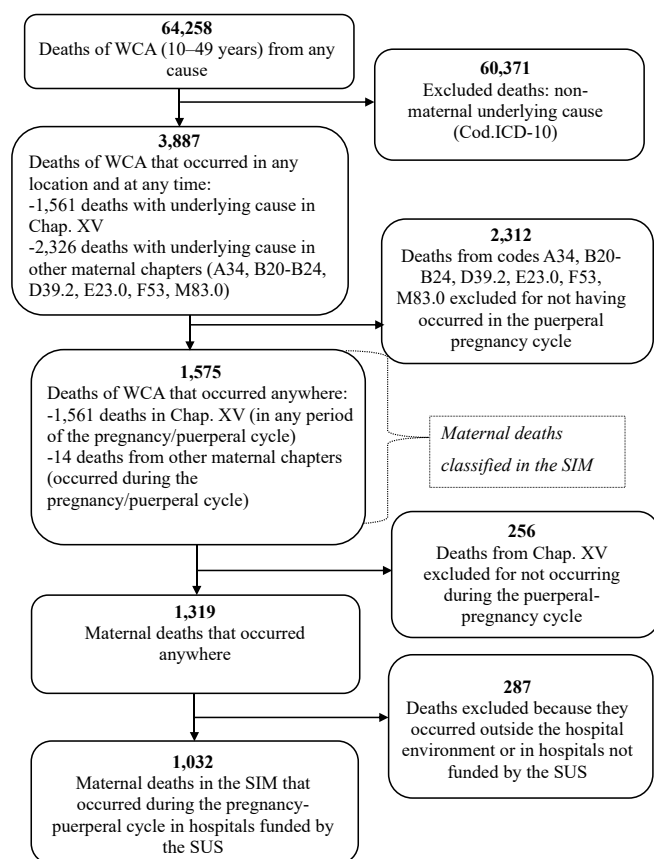 64,258
Deaths of WCA (10–49 years) from any
cause
60,371
Excluded deaths: non-
maternal underlying cause
(Cod.ICD-10)
3,887
Deaths of WCA that occurred in any
location and at any time:
-1,561 deaths with underlying cause in
Chap. XV
-2,326 deaths with underlying cause in
other maternal chapters (A34, B20-B24,
D39.2, E23.0, F53, M83.0)
2,312
Deaths from codes A34, B20-
B24, D39.2, E23.0, F53,
M83.0 excluded for not having
occurred in the puerperal
pregnancy cycle
1,575
Deaths of WCA that occurred anywhere:
-1,561 deaths in Chap. XV (in any period
of the pregnancy/puerperal cycle)
-14 deaths from other maternal chapters
(occurred during the
pregnancy/puerperal cycle)
Maternal deaths
classified in the SIM
256
Deaths from Chap. XV
excluded for not occurring
during the puerperal-
pregnancy cycle
1,319
Maternal deaths that occurred
anywhere
287
Deaths excluded because they
occurred outside the hospital
environment or in hospitals not
funded by the SUS
1,032
Maternal deaths in the SIM that
occurred during the pregnancy-
puerperal cycle in hospitals funded by
the SUS